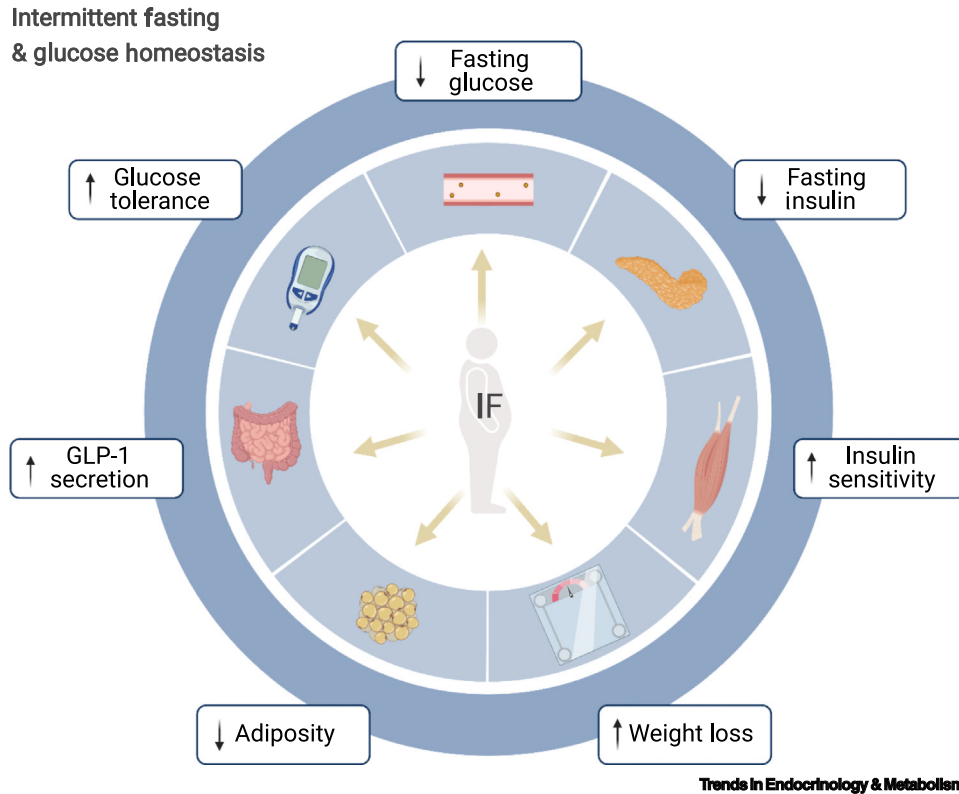 Intermittent fasting
& glucose homeostasis
↓ Fasting
glucose
↑ Glucose
tolerance
↓ Fasting
insulin
IF
↑ GLP-1
secretion
↑ Insulin
sensitivity
↓ Adiposity
↑ Weight loss
Trends in Endocrinology & Metabolism